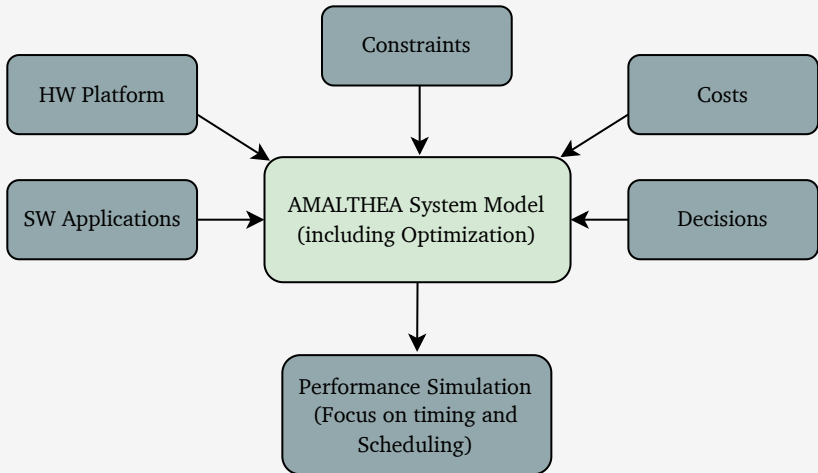 Constraints
HW Platform
Costs
SW Applications
AMALTHEA System Model
(including Optimization)
Decisions
Performance Simulation
(Focus on timing and
Scheduling)